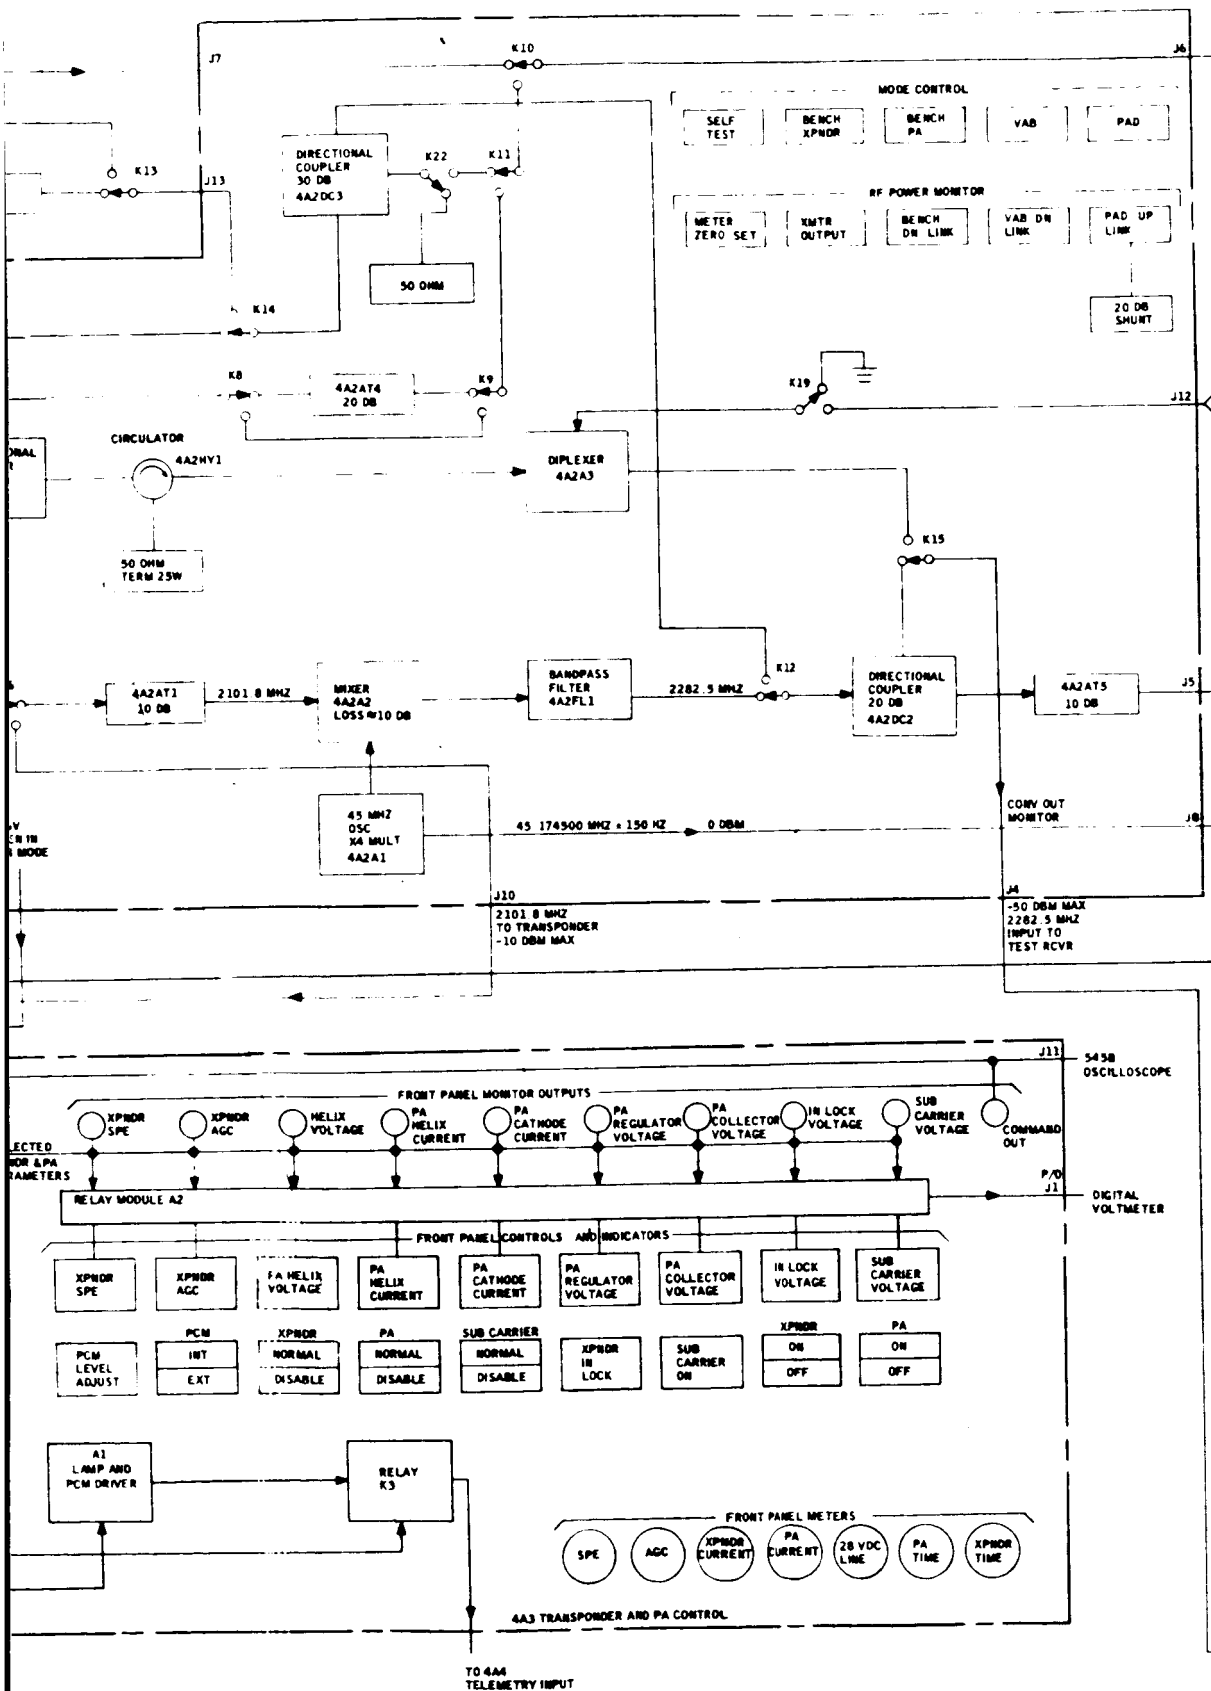 K10
J7
J6
MODE CONTROL
SELF
TEST
BENCH
XPNDR
BENCH
PA
VAB
PAD
DIRECTIONAL
COUPLER
30 DB
4A2DC3
K22
K11
K13
J13
RF POWER MONITOR
METER
ZERO SET
XMTR
OUTPUT
BENCH
DN LINK
VAB DN
LINK
PAD UP
LINK
50 OHM
K14
20 DB
SHUNT
K8
4A2AT4
20 DB
K9
K19
J12
CIRCULATOR
4A2HY1
DIPLEXER
4A2A3
K15
50 OHM
TERM 25W
K12
4A2AT1
10 DB
2101.8 MHZ
MIXER
4A2A2
LOSS ≈ 10 DB
BANDPASS
FILTER
4A2FL1
2282.5 MHZ
DIRECTIONAL
COUPLER
20 DB
4A2DC2
4A2AT5
10 DB
J5
45 MHZ
OSC
X4 MULT
4A2A1
45 174500 MHZ ± 150 HZ
0 DBM
CONV OUT
MONITOR
J8
EN IN
MODE
J10
2101.8 MHZ
TO TRANSPONDER
-10 DBM MAX
J4
-50 DBM MAX
2282.5 MHZ
INPUT TO
TEST RCVR
J11
545B
OSCILLOSCOPE
FRONT PANEL MONITOR OUTPUTS
XPNDR
SPE
XPNDR
AGC
HELIX
VOLTAGE
PA
HELIX
CURRENT
PA
CATHODE
CURRENT
PA
REGULATOR
VOLTAGE
PA
COLLECTOR
VOLTAGE
IN LOCK
VOLTAGE
SUB
CARRIER
VOLTAGE
COMMAND
OUT
LECTED
NDR & PA
RAMETERS
RELAY MODULE A2
P/O
J1
DIGITAL
VOLTMETER
FRONT PANEL CONTROLS AND INDICATORS
XPNDR
SPE
XPNDR
AGC
PA HELIX
VOLTAGE
PA
HELIX
CURRENT
PA
CATHODE
CURRENT
PA
REGULATOR
VOLTAGE
PA
COLLECTOR
VOLTAGE
IN LOCK
VOLTAGE
SUB
CARRIER
VOLTAGE
PCM
LEVEL
ADJUST
PCM
INT
EXT
XPNDR
NORMAL
DISABLE
PA
NORMAL
DISABLE
SUB CARRIER
NORMAL
DISABLE
XPNDR
IN
LOCK
SUB
CARRIER
ON
XPNDR
ON
OFF
PA
ON
OFF
A1
LAMP AND
PCM DRIVER
RELAY
K3
FRONT PANEL METERS
SPE
AGC
XPNDR
CURRENT
PA
CURRENT
28 VDC
LINE
PA
TIME
XPNDR
TIME
4A3 TRANSPONDER AND PA CONTROL
TO 4A4
TELEMETRY INPUT